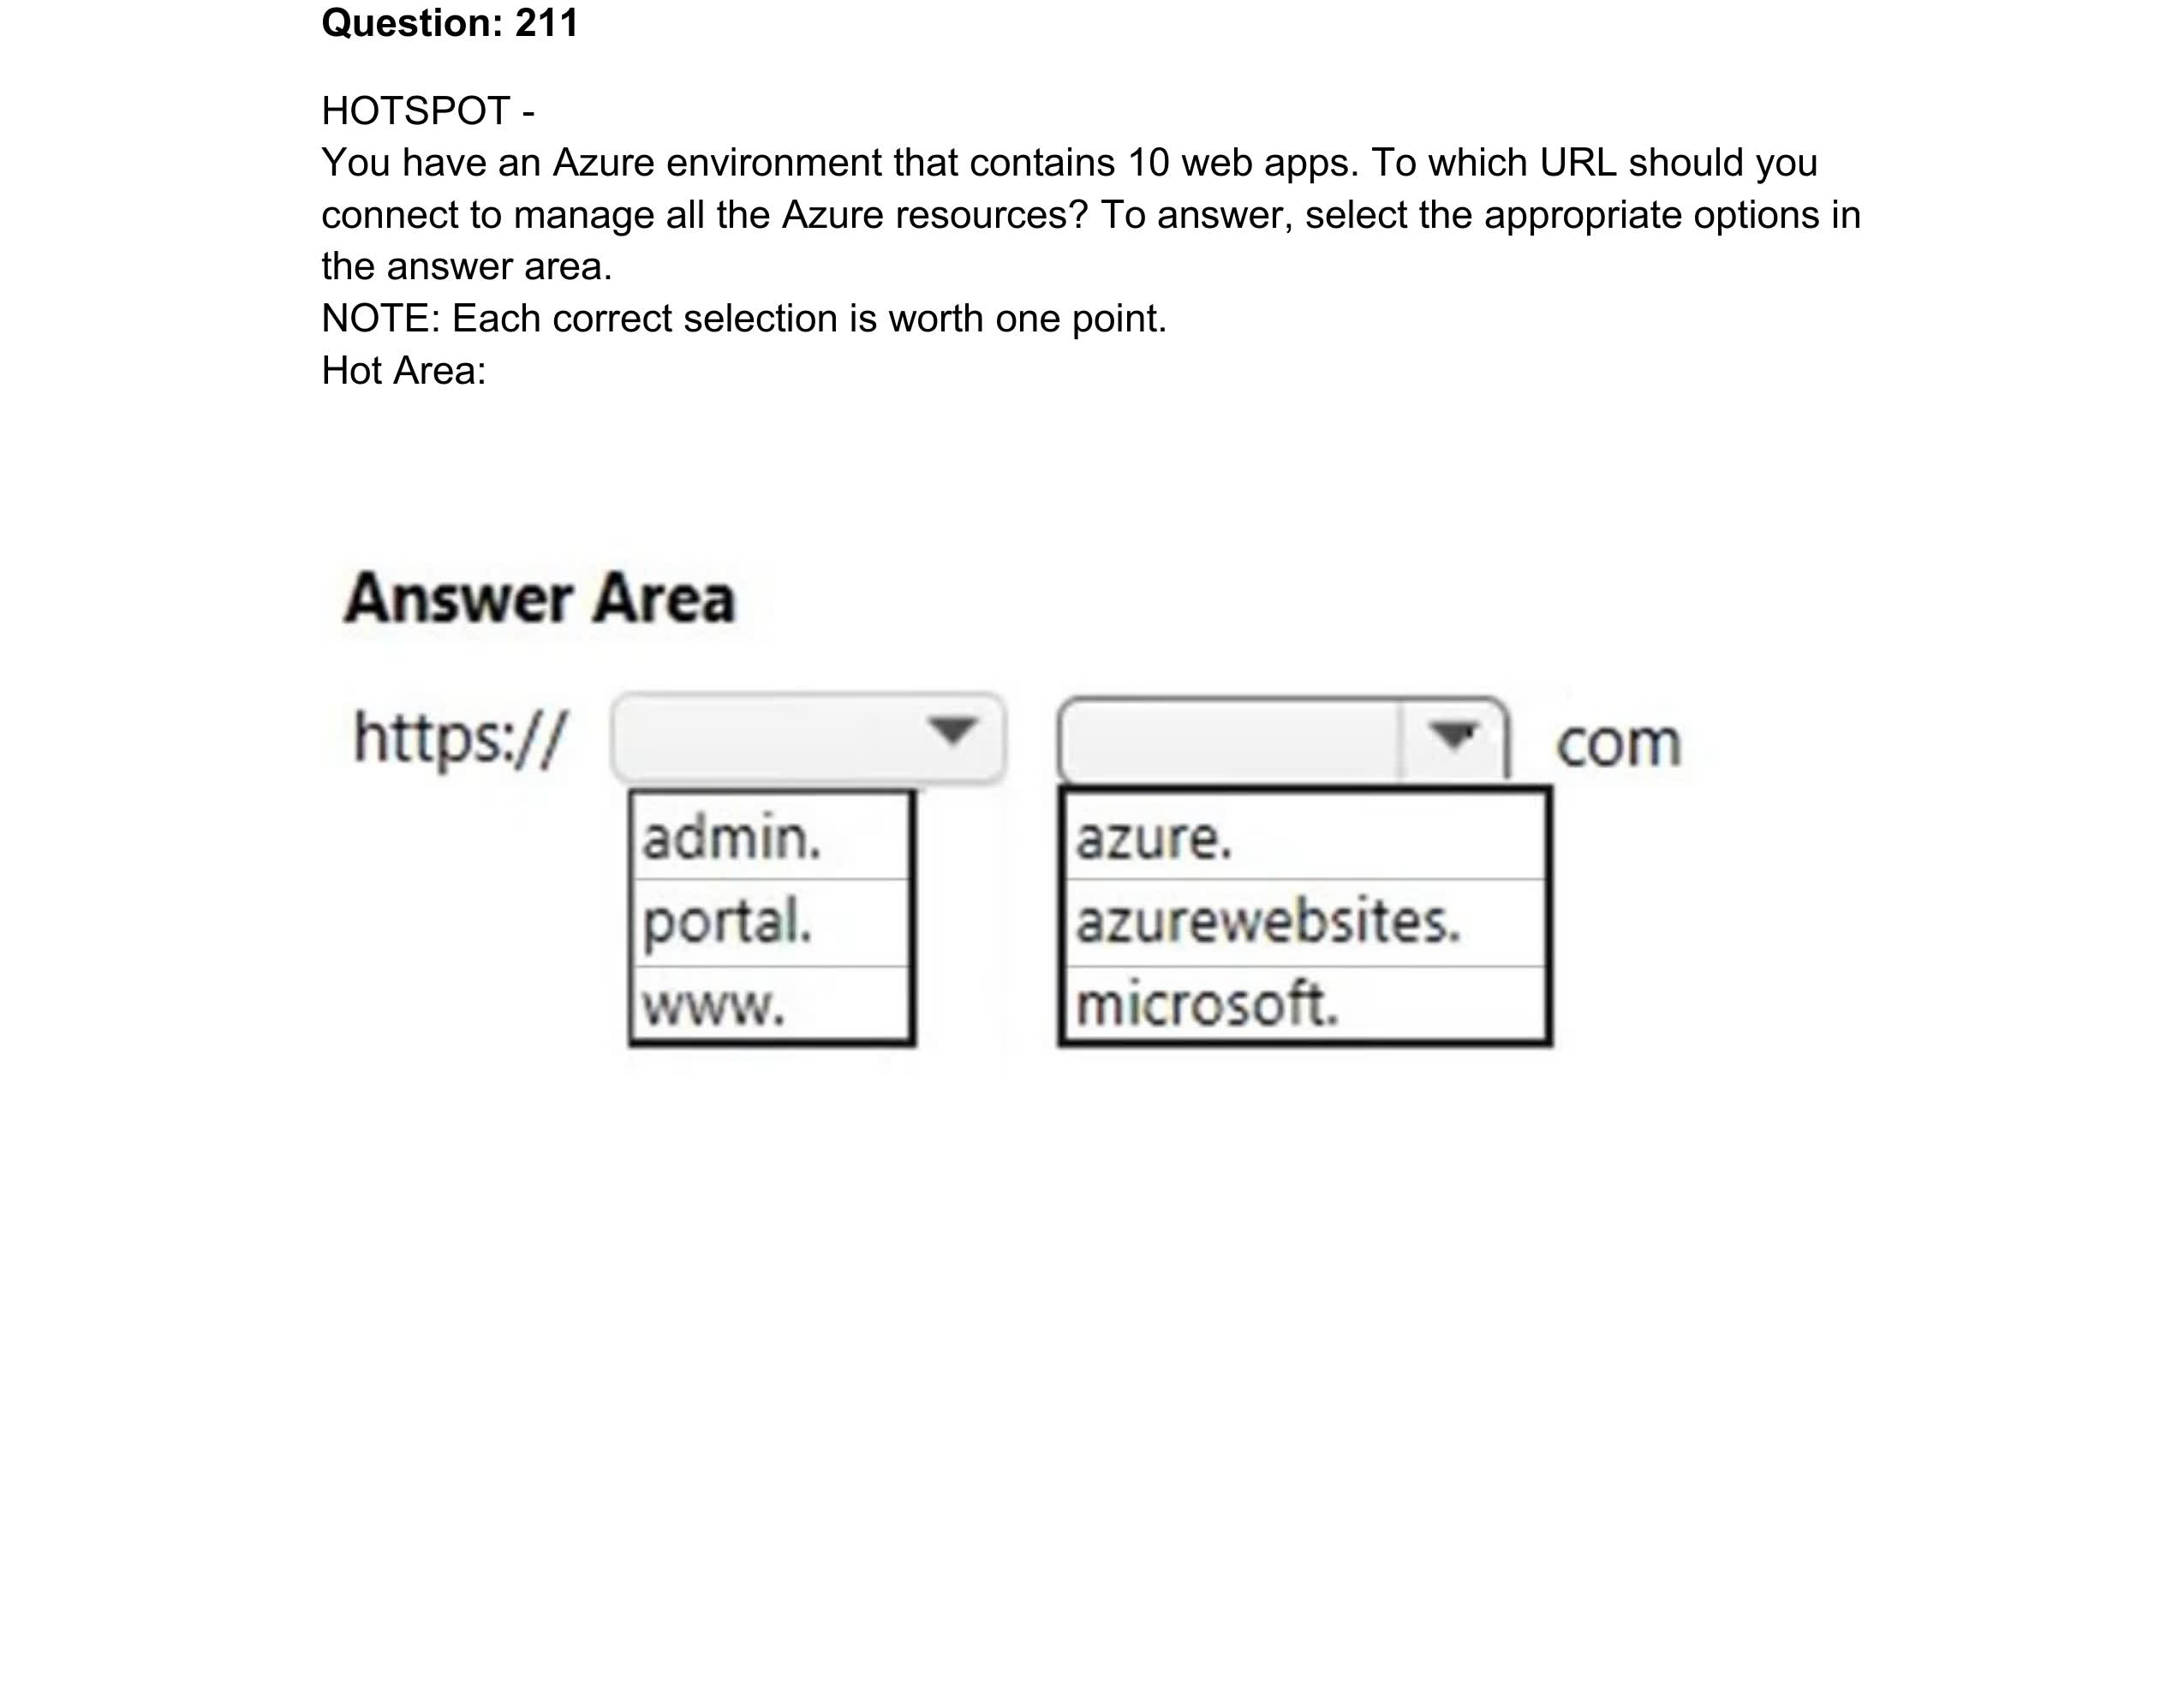 Question: 211
HOTSPOT -
You have an Azure environment that contains 10 web apps. To which URL should you
connect to manage all the Azure resources? To answer, select the appropriate options in
the answer area.
NOTE: Each correct selection is worth one point.
Hot Area:
Answer Area
https:// com
admin. azure.
portal. azurewebsites.
www. microsoft.